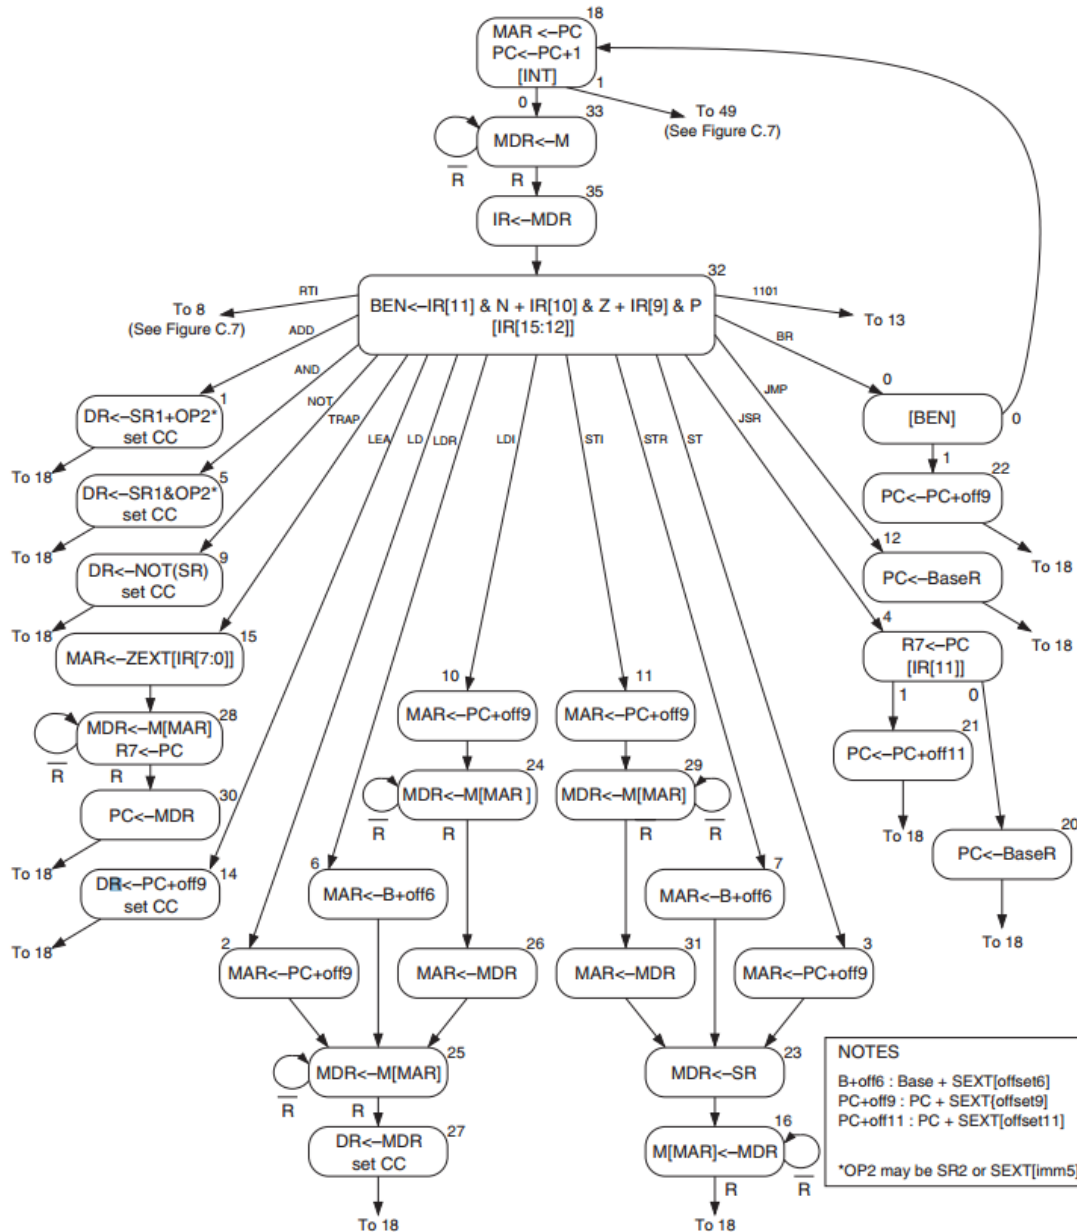 18
MAR <–PC
PC<–PC+1
[INT]
0
1
To 49
(See Figure C.7)
33
MDR<–M
R
R
35
IR<–MDR
32
BEN<–IR[11] & N + IR[10] & Z + IR[9] & P
[IR[15:12]]
RTI
To 8
(See Figure C.7)
1101
To 13
ADD
AND
NOT
TRAP
LEA
LD
LDR
LDI
STI
STR
ST
JSR
JMP
BR
1
DR<–SR1+OP2*
set CC
To 18
5
DR<–SR1&OP2*
set CC
To 18
9
DR<–NOT(SR)
set CC
To 18
15
MAR<–ZEXT[IR[7:0]]
28
MDR<–M[MAR]
R7<–PC
R
R
30
PC<–MDR
To 18
14
DR<–PC+off9
set CC
To 18
0
[BEN]
0
1
22
PC<–PC+off9
To 18
12
PC<–BaseR
To 18
4
R7<–PC
[IR[11]]
1
0
21
PC<–PC+off11
To 18
20
PC<–BaseR
To 18
10
MAR<–PC+off9
11
MAR<–PC+off9
24
MDR<–M[MAR]
R
R
29
MDR<–M[MAR]
R
R
6
MAR<–B+off6
7
MAR<–B+off6
2
MAR<–PC+off9
26
MAR<–MDR
31
MAR<–MDR
3
MAR<–PC+off9
25
MDR<–M[MAR]
R
R
23
MDR<–SR
27
DR<–MDR
set CC
To 18
16
M[MAR]<–MDR
R
R
To 18
NOTES
B+off6 : Base + SEXT[offset6]
PC+off9 : PC + SEXT[offset9]
PC+off11 : PC + SEXT[offset11]
*OP2 may be SR2 or SEXT[imm5]